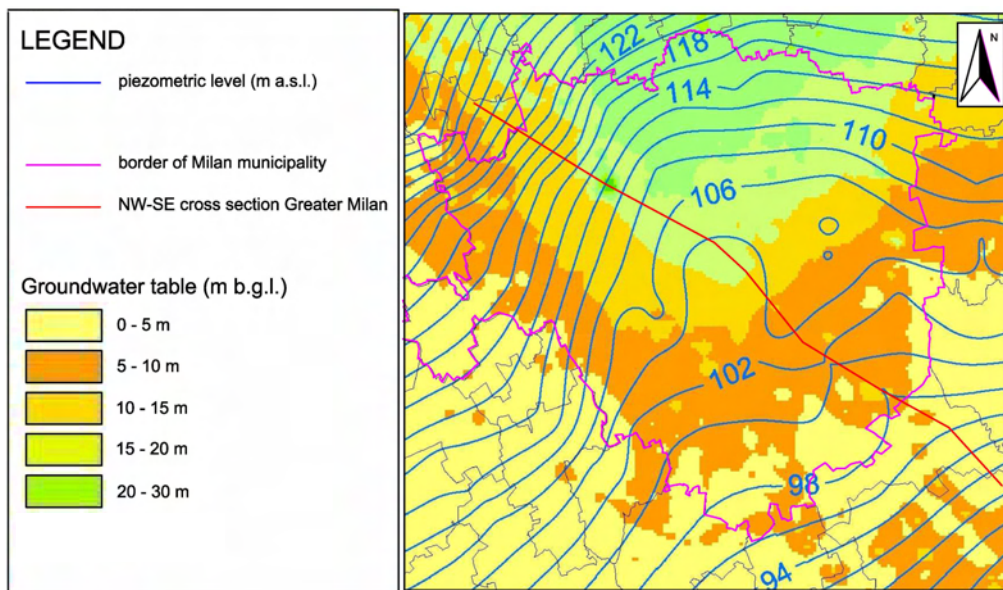 LEGEND
piezometric level (m a.s.l.)
border of Milan municipality
NW-SE cross section Greater Milan
Groundwater table (m b.g.l.)
0 - 5 m
5 - 10 m
10 - 15 m
15 - 20 m
20 - 30 m
N
122
118
114
110
106
102
98
94